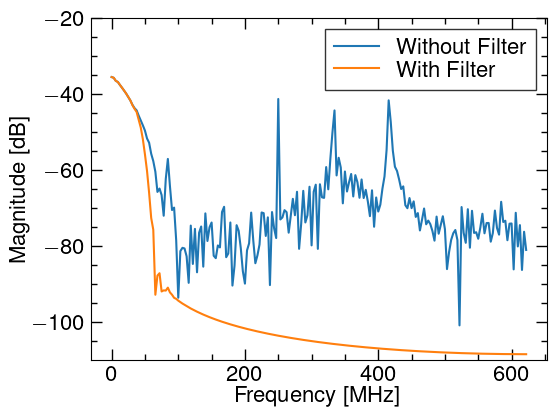 −20
−40
−60
−80
−100
Magnitude [dB]
Without Filter
With Filter
0 200 400 600
Frequency [MHz]